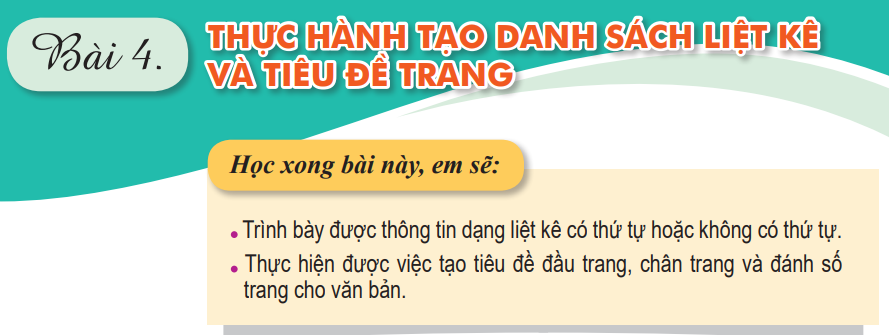 Bài 4.
THỰC HÀNH TẠO DANH SÁCH LIỆT KÊ
VÀ TIÊU ĐỀ TRANG
Học xong bài này, em sẽ:
• Trình bày được thông tin dạng liệt kê có thứ tự hoặc không có thứ tự.
• Thực hiện được việc tạo tiêu đề đầu trang, chân trang và đánh số
trang cho văn bản.